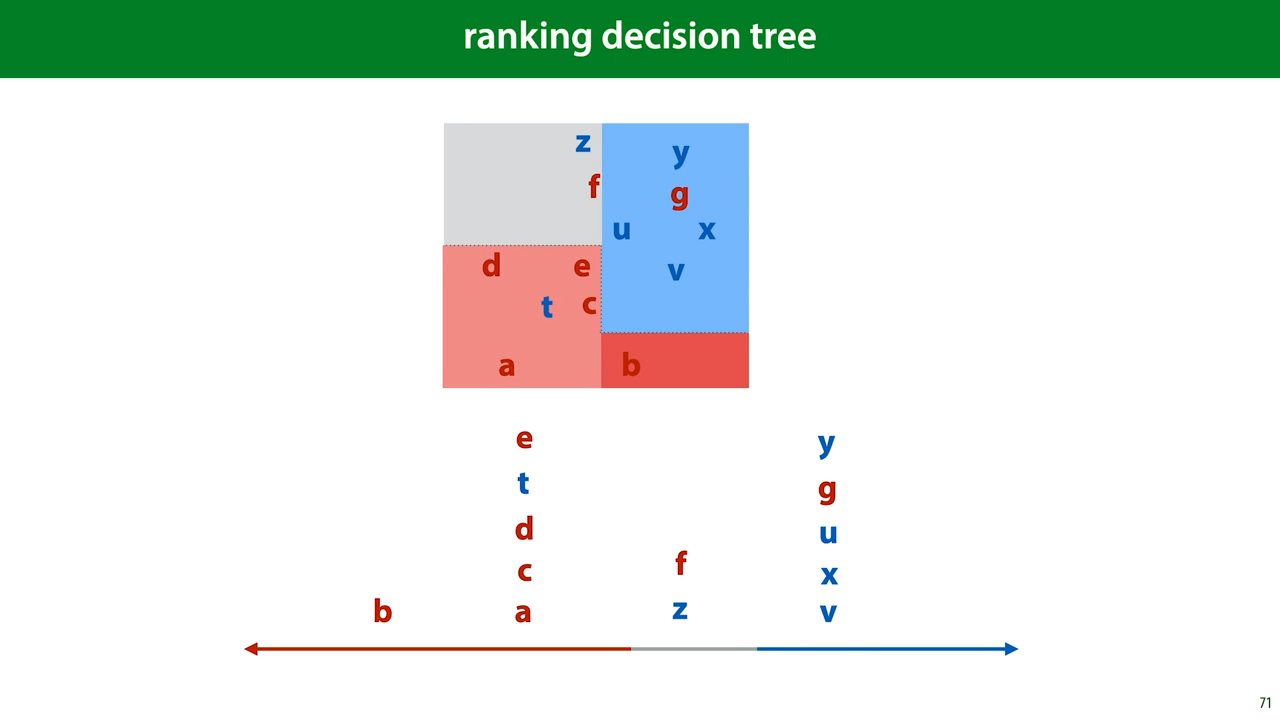 ranking decision tree
z y
f g
u x
d e v
t c
a b
e y
t g
d u
c f x
b a z v
71